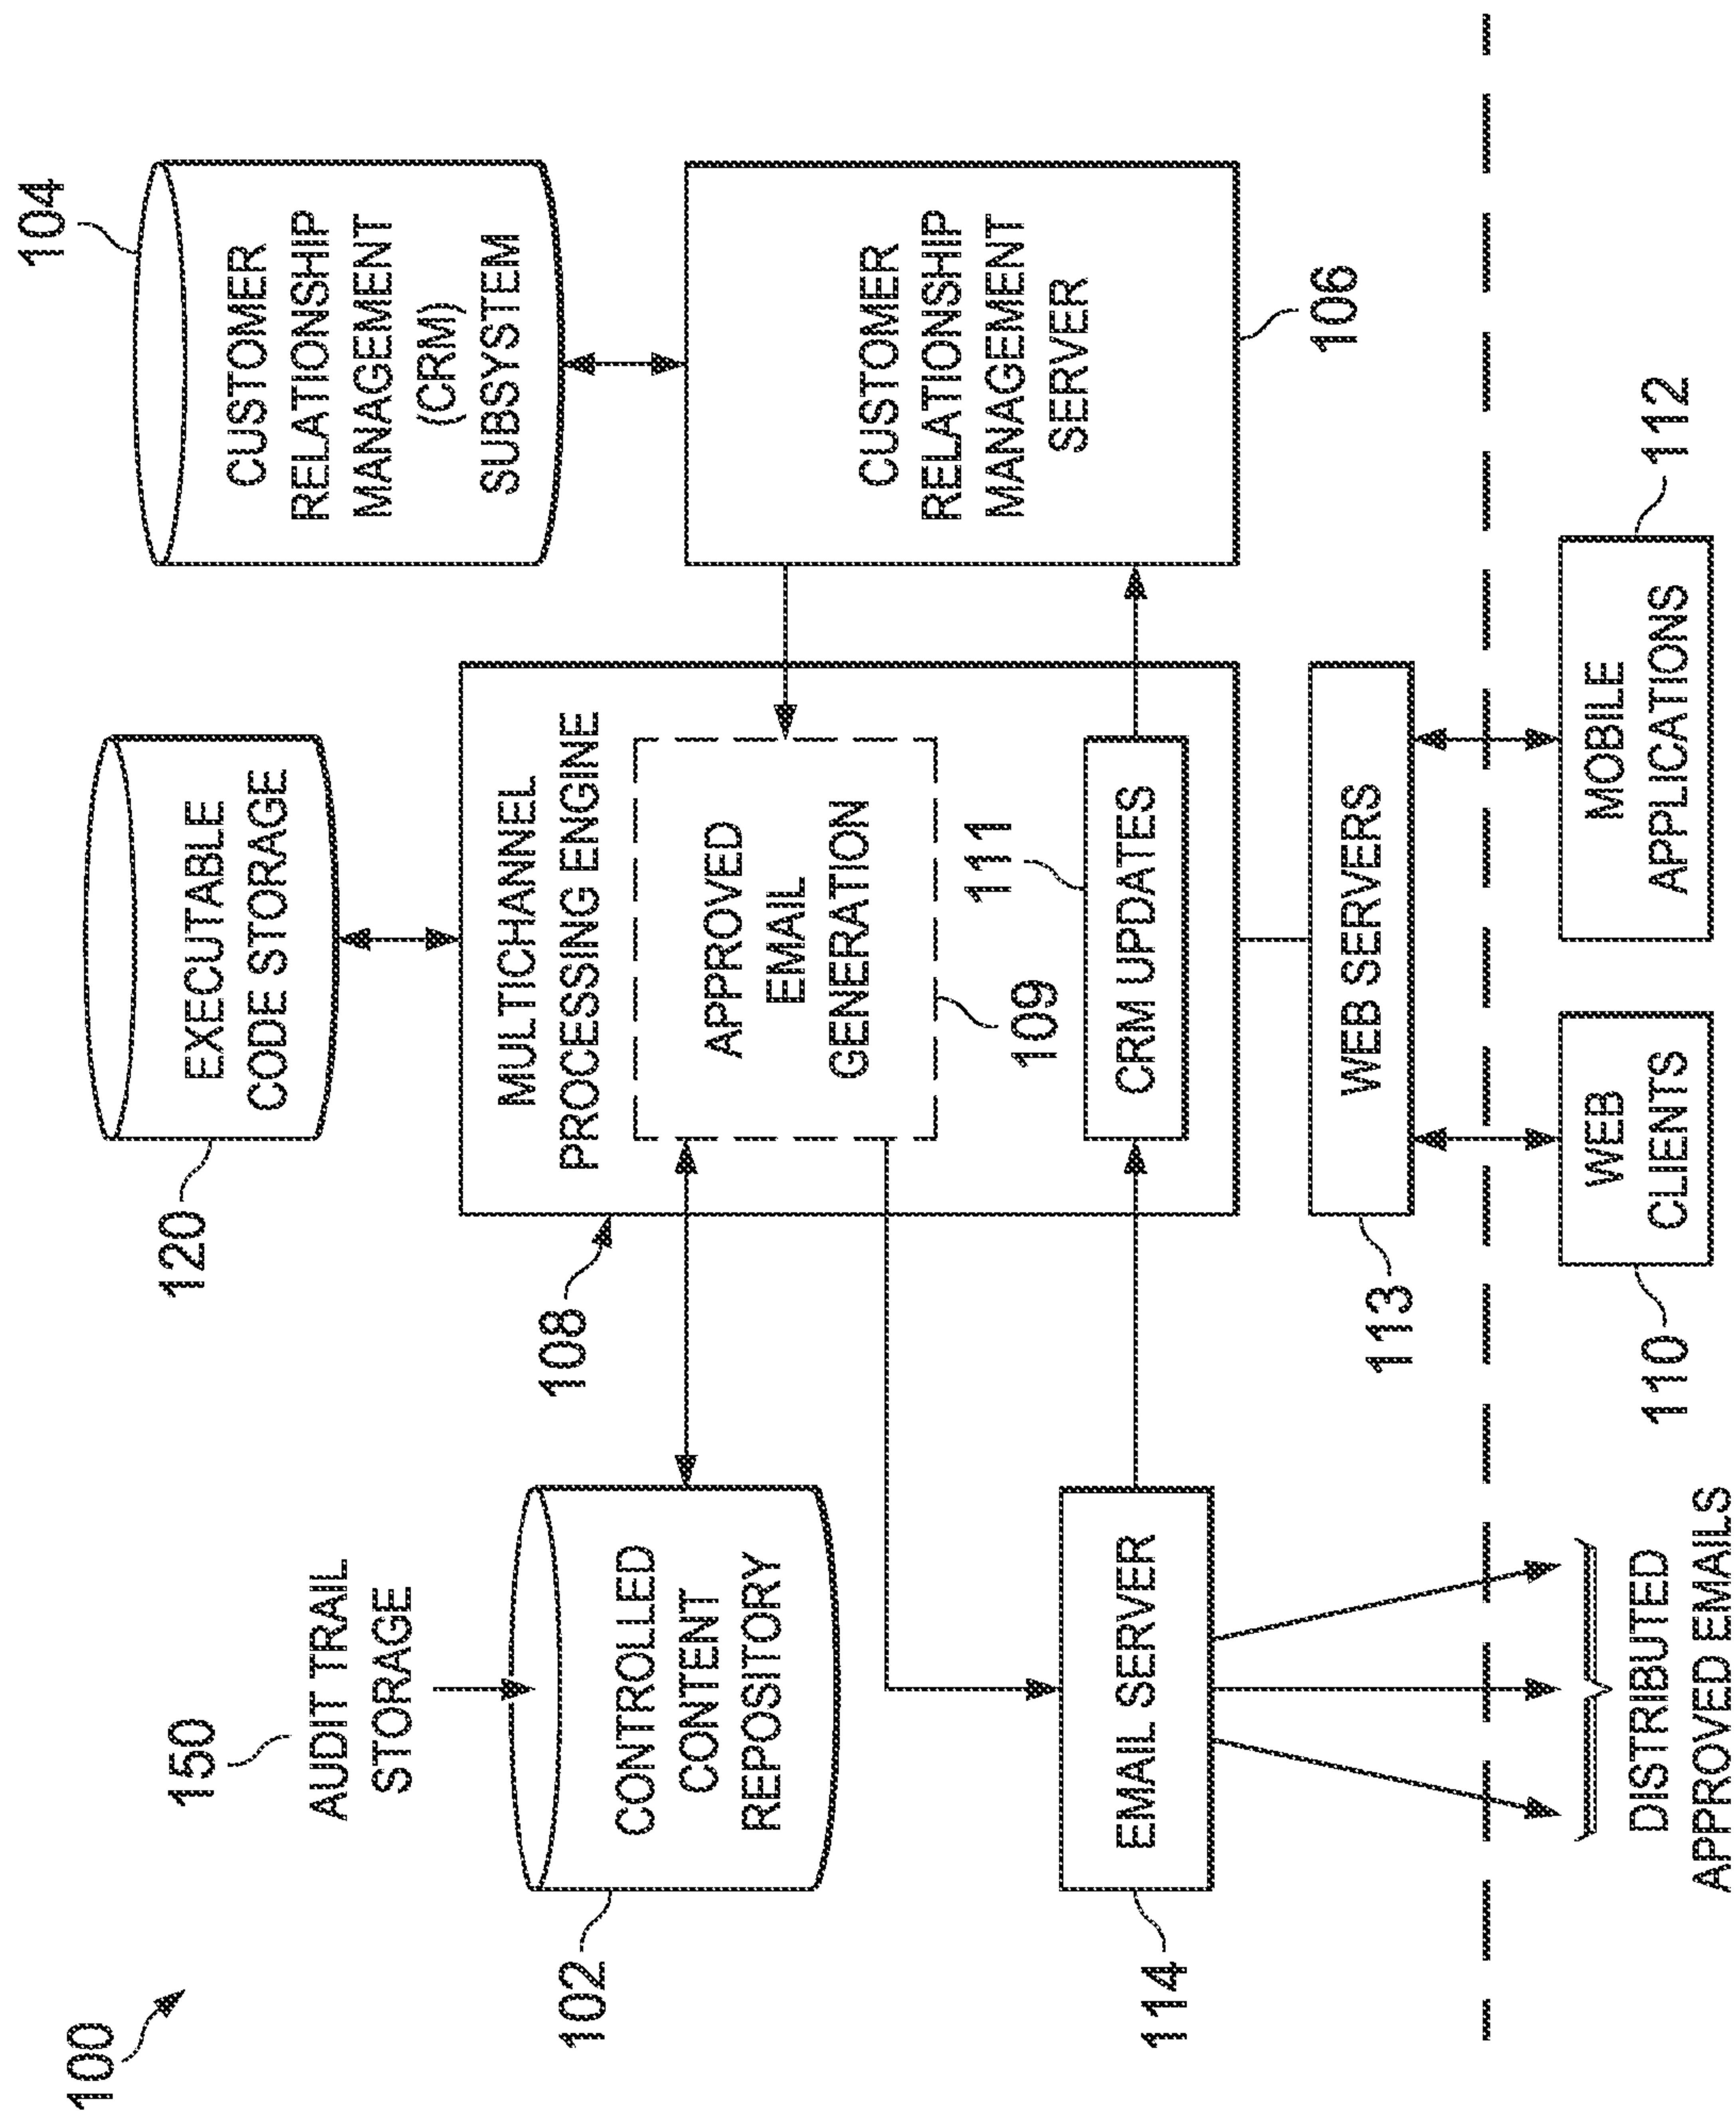 100
150
AUDIT TRAIL
STORAGE
102
CONTROLLED
CONTENT
REPOSITORY
114
EMAIL SERVER
DISTRIBUTED
APPROVED EMAILS
120
EXECUTABLE
CODE STORAGE
108
MULTICHANNEL
PROCESSING ENGINE
APPROVED
EMAIL
GENERATION
109
111
CRM UPDATES
113
WEB SERVERS
110
WEB
CLIENTS
112
MOBILE
APPLICATIONS
104
CUSTOMER
RELATIONSHIP
MANAGEMENT
(CRM)
SUBSYSTEM
CUSTOMER
RELATIONSHIP
MANAGEMENT
SERVER
106